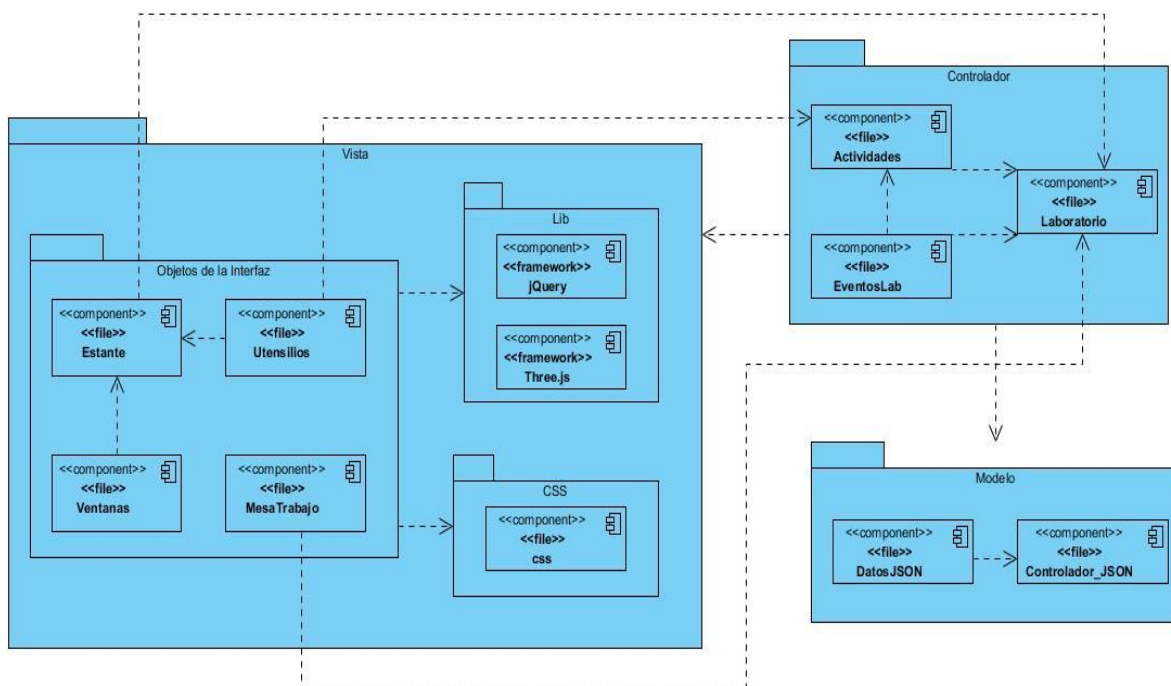 Vista
Objetos de la Interfaz
<<component>>
<<file>>
Estante
<<component>>
<<file>>
Utensilios
<<component>>
<<file>>
Ventanas
<<component>>
<<file>>
MesaTrabajo
Lib
<<component>>
<<framework>>
jQuery
<<component>>
<<framework>>
Three.js
CSS
<<component>>
<<file>>
css
Controlador
<<component>>
<<file>>
Actividades
<<component>>
<<file>>
Laboratorio
<<component>>
<<file>>
EventosLab
Modelo
<<component>>
<<file>>
DatosJSON
<<component>>
<<file>>
Controlador_JSON